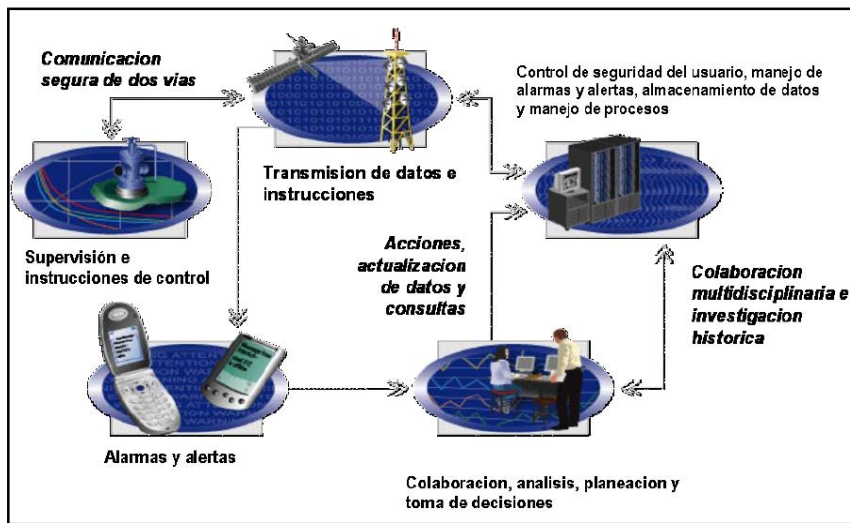 Comunicacion
segura de dos vias
Control de seguridad del usuario, manejo de
alarmas y alertas, almacenamiento de datos
y manejo de procesos
Transmision de datos e
instrucciones
Supervisión e
instrucciones de control
Acciones,
actualizacion
de datos y
consultas
Colaboracion
multidisciplinaria e
investigacion
historica
Alarmas y alertas
Colaboracion, analisis, planeacion y
toma de decisiones